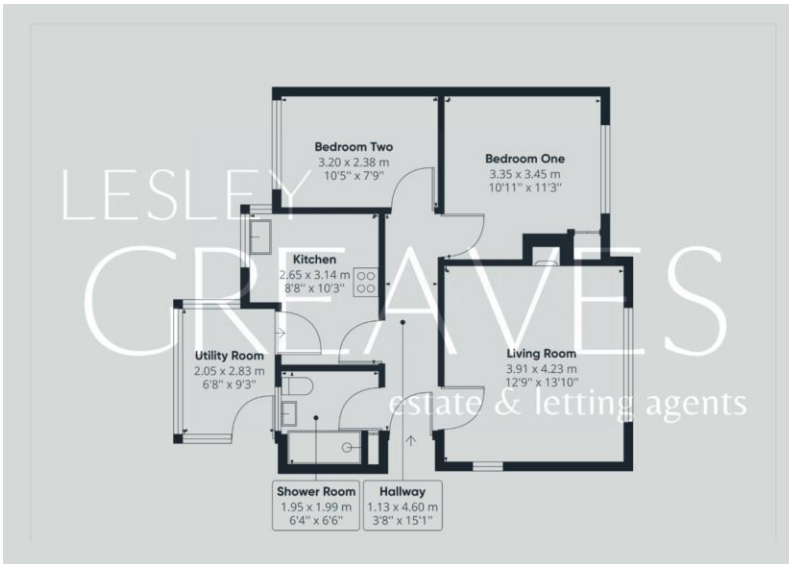 Bedroom Two
3.20 x 2.38 m
10'5" x 7'9"
Bedroom One
3.35 x 3.45 m
10'11" x 11'3"
LESLEY
GREAVES
estate & letting agents
Kitchen
2.65 x 3.14 m
8'8" x 10'3"
Utility Room
2.05 x 2.83 m
6'8" x 9'3"
Living Room
3.91 x 4.23 m
12'9" x 13'10"
Shower Room
1.95 x 1.99 m
6'4" x 6'6"
Hallway
1.13 x 4.60 m
3'8" x 15'1"